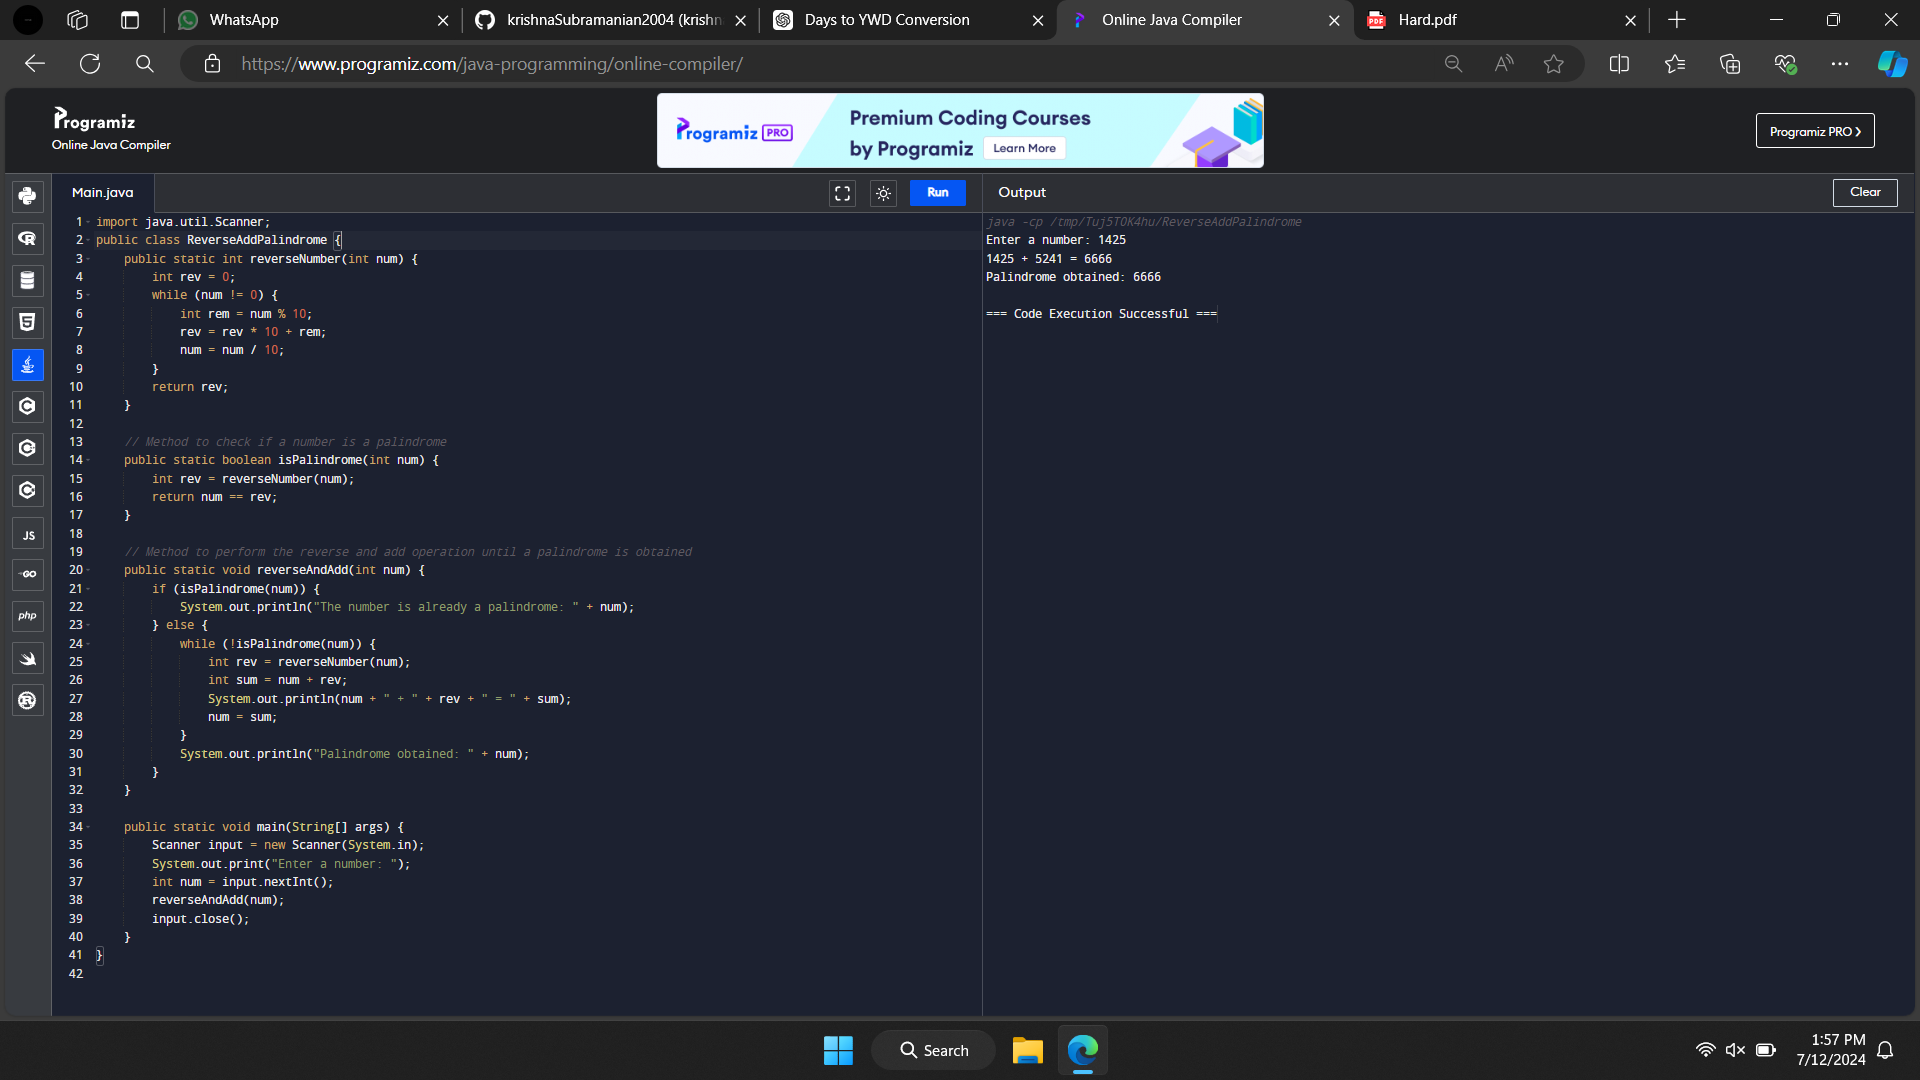 WhatsApp
krishnaSubramanian2004 (krishn
Days to YWD Conversion
Online Java Compiler
Hard.pdf
https://www.programiz.com/java-programming/online-compiler/
Programiz
Online Java Compiler
Programiz PRO
Premium Coding Courses
by Programiz
Learn More
Programiz PRO ›
Main.java
Run
Output
Clear
1 import java.util.Scanner;
2 public class ReverseAddPalindrome {
3     public static int reverseNumber(int num) {
4         int rev = 0;
5         while (num != 0) {
6             int rem = num % 10;
7             rev = rev * 10 + rem;
8             num = num / 10;
9         }
10         return rev;
11     }
12
13     // Method to check if a number is a palindrome
14     public static boolean isPalindrome(int num) {
15         int rev = reverseNumber(num);
16         return num == rev;
17     }
18
19     // Method to perform the reverse and add operation until a palindrome is obtained
20     public static void reverseAndAdd(int num) {
21         if (isPalindrome(num)) {
22             System.out.println("The number is already a palindrome: " + num);
23         } else {
24             while (!isPalindrome(num)) {
25                 int rev = reverseNumber(num);
26                 int sum = num + rev;
27                 System.out.println(num + " + " + rev + " = " + sum);
28                 num = sum;
29             }
30             System.out.println("Palindrome obtained: " + num);
31         }
32     }
33
34     public static void main(String[] args) {
35         Scanner input = new Scanner(System.in);
36         System.out.print("Enter a number: ");
37         int num = input.nextInt();
38         reverseAndAdd(num);
39         input.close();
40     }
41 }
42
java -cp /tmp/Tuj5TOK4hu/ReverseAddPalindrome
Enter a number: 1425
1425 + 5241 = 6666
Palindrome obtained: 6666
=== Code Execution Successful ===
JS
GO
php
Search
1:57 PM
7/12/2024